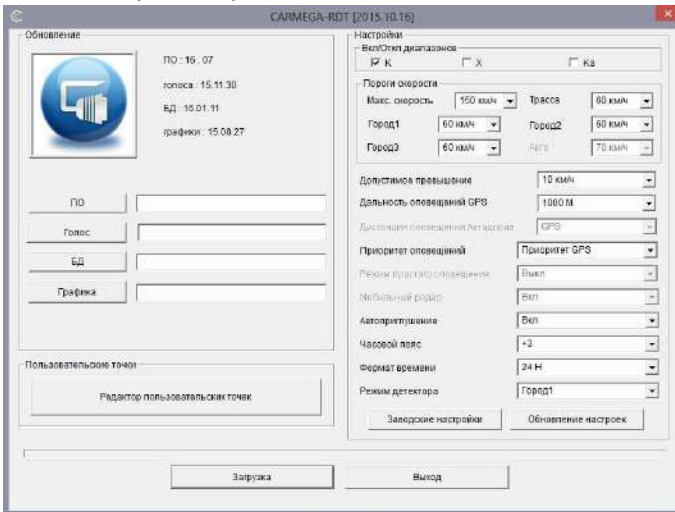 CARMEGA-RDT [2015.10.16]
Обновление
ПО : 16 . 07
голоса : 15.11.30
БД : 16.01.11
графики : 15.08.27
ПО
Голос
БД
Графика
Пользовательские точки
Редактор пользовательских точек
Настройки
Вкл/Откл диапазонов
K X Ka
Пороги скорости
Макс. скорость 150 км/ч Трасса 60 км/ч
Город1 60 км/ч Город2 60 км/ч
Город3 60 км/ч Авто 70 км/ч
Допустимое превышение 10 км/ч
Дальность оповещений GPS 1000 М
Дистанция оповещения Автодория GPS
Приоритет оповещений Приоритет GPS
Режим простого оповещения Выкл
Мобильный радар Вкл
Автоприглушение Вкл
Часовой пояс +3
Формат времени 24 H
Режим детектора Город1
Заводские настройки Обновление настроек
Загрузка Выход